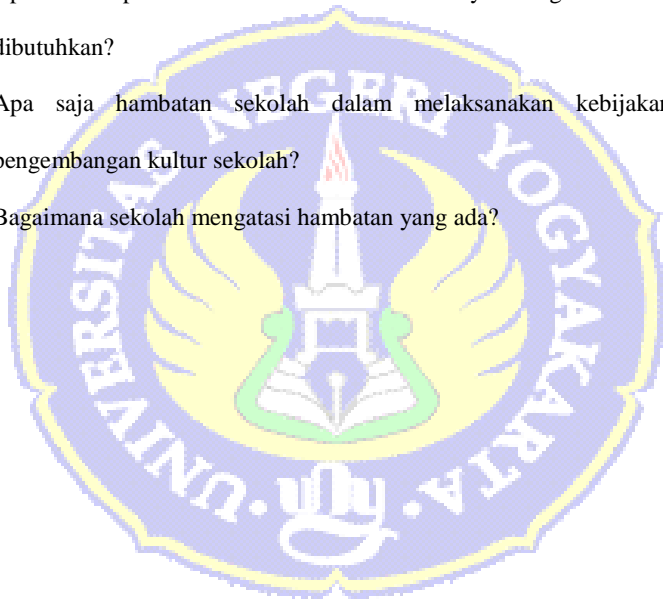 dibutuhkan?
Apa saja hambatan sekolah dalam melaksanakan kebijakan
pengembangan kultur sekolah?
Bagaimana sekolah mengatasi hambatan yang ada?
UNIVERSITAS NEGERI YOGYAKARTA
uny